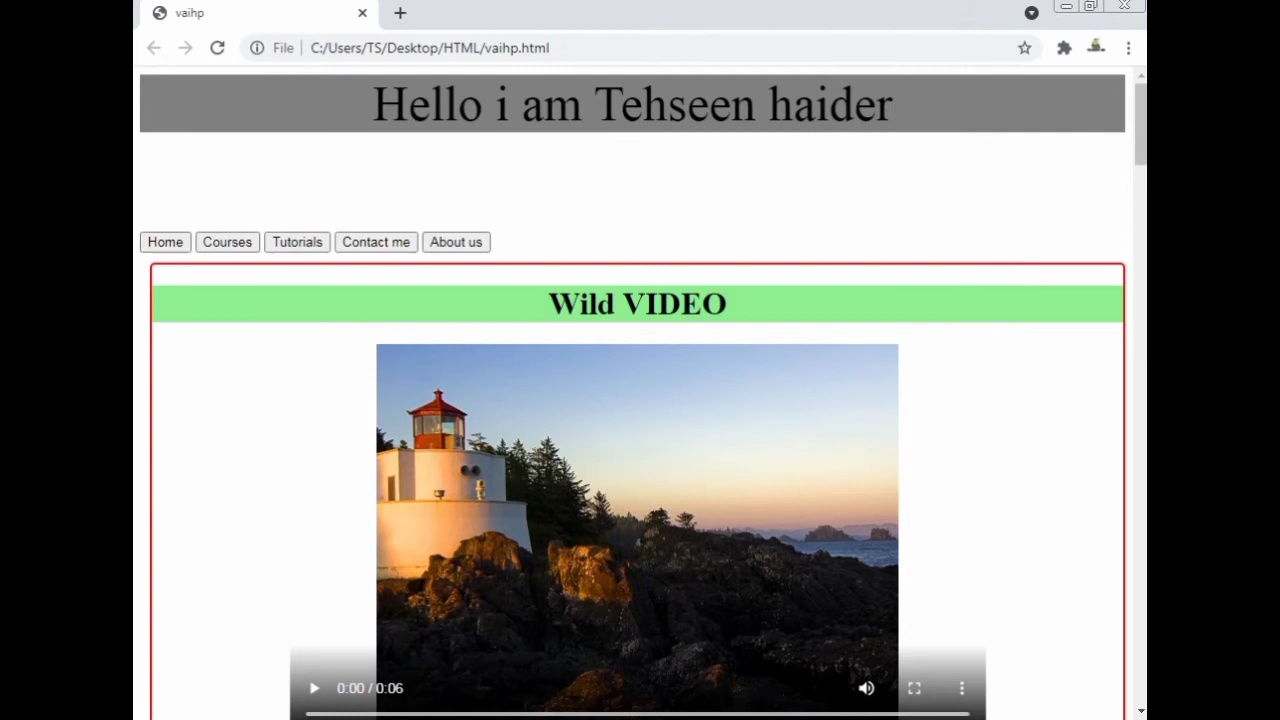 vaihp
File C:/Users/TS/Desktop/HTML/vaihp.html
Hello i am Tehseen haider
Home Courses Tutorials Contact me About us
Wild VIDEO
0:00 / 0:06